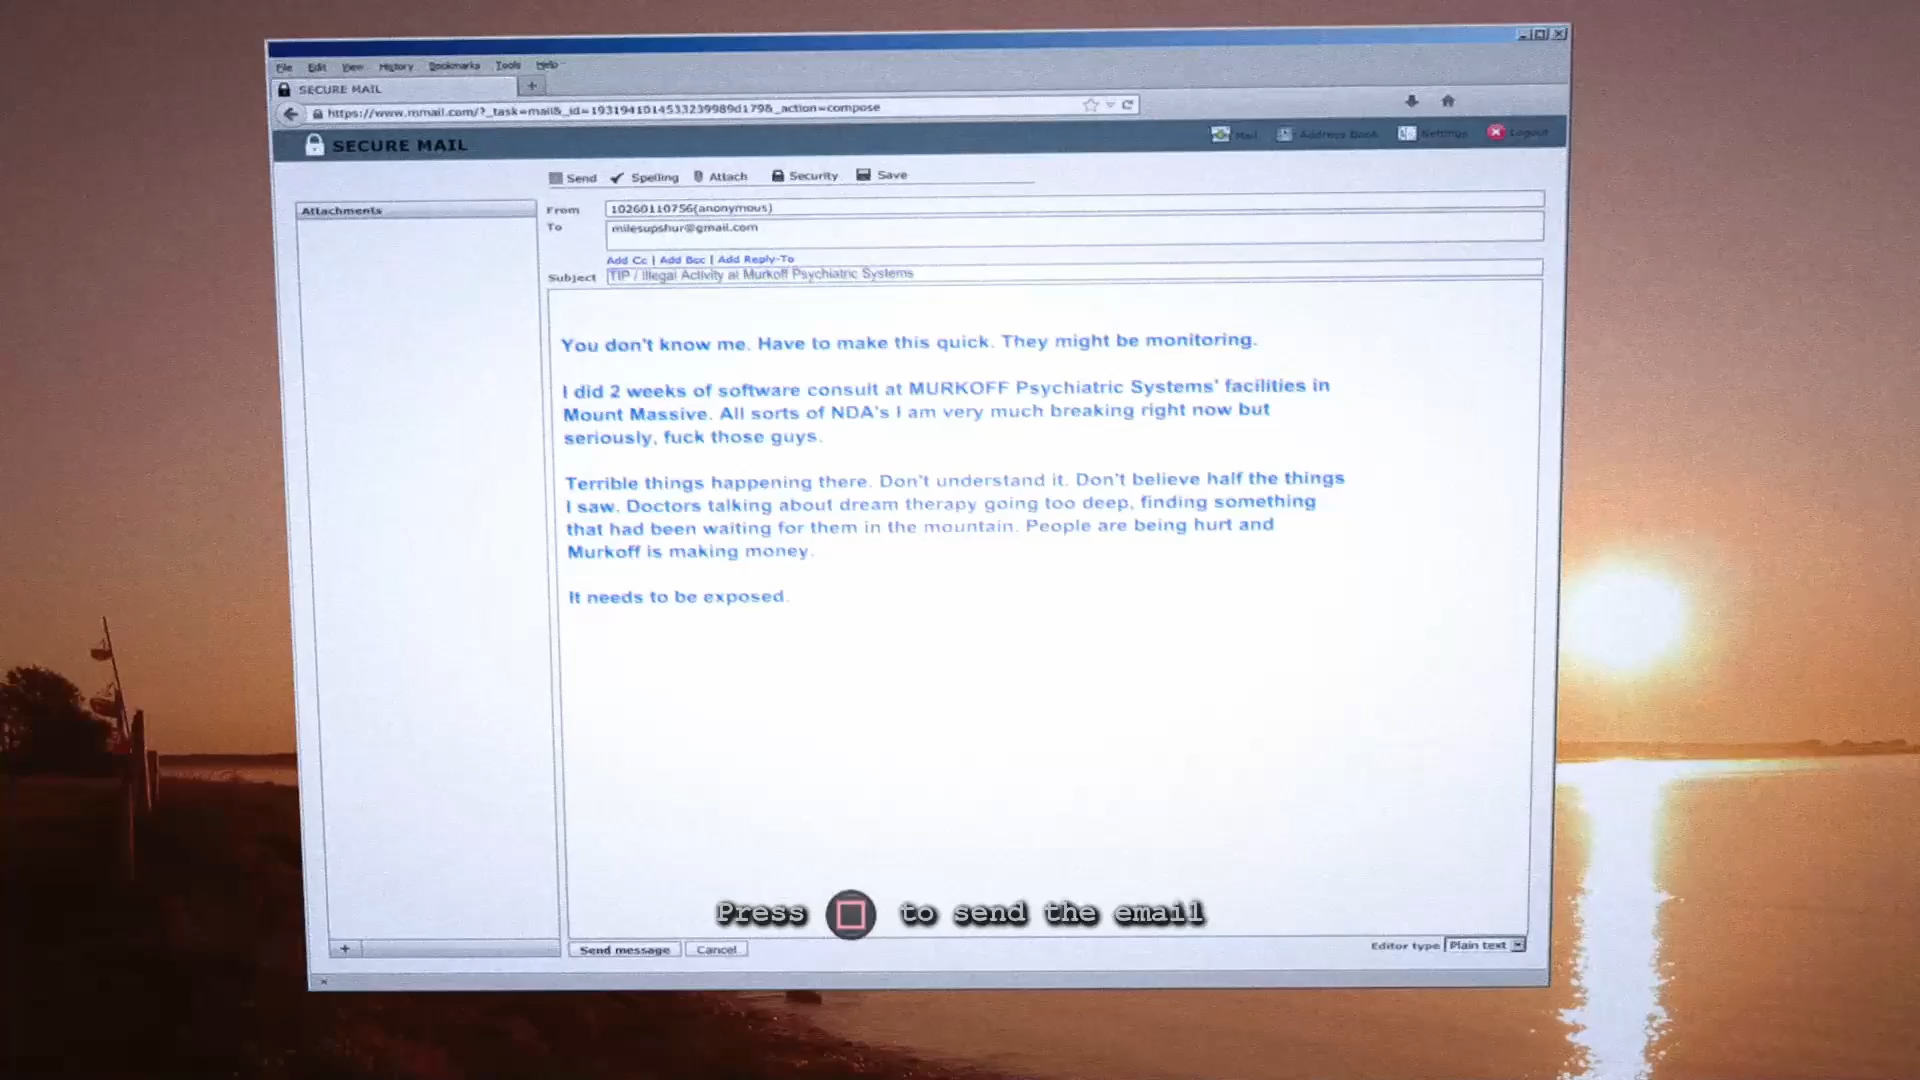 File Edit View History Bookmarks Tools Help
SECURE MAIL
https://www.mmail.com/?_task=mail&_id=1931941014533239989d179&_action=compose
SECURE MAIL
Mail Address Book Settings Logout
Send Spelling Attach Security Save
Attachments
From 10260110756(anonymous)
To milesupshur@gmail.com
Add Cc | Add Bcc | Add Reply-To
Subject TIP / Illegal Activity at Murkoff Psychiatric Systems
You don't know me. Have to make this quick. They might be monitoring.
I did 2 weeks of software consult at MURKOFF Psychiatric Systems' facilities in
Mount Massive. All sorts of NDA's I am very much breaking right now but
seriously, fuck those guys.
Terrible things happening there. Don't understand it. Don't believe half the things
I saw. Doctors talking about dream therapy going too deep, finding something
that had been waiting for them in the mountain. People are being hurt and
Murkoff is making money.
It needs to be exposed.
Press to send the email
Send message Cancel
Editor type Plain text